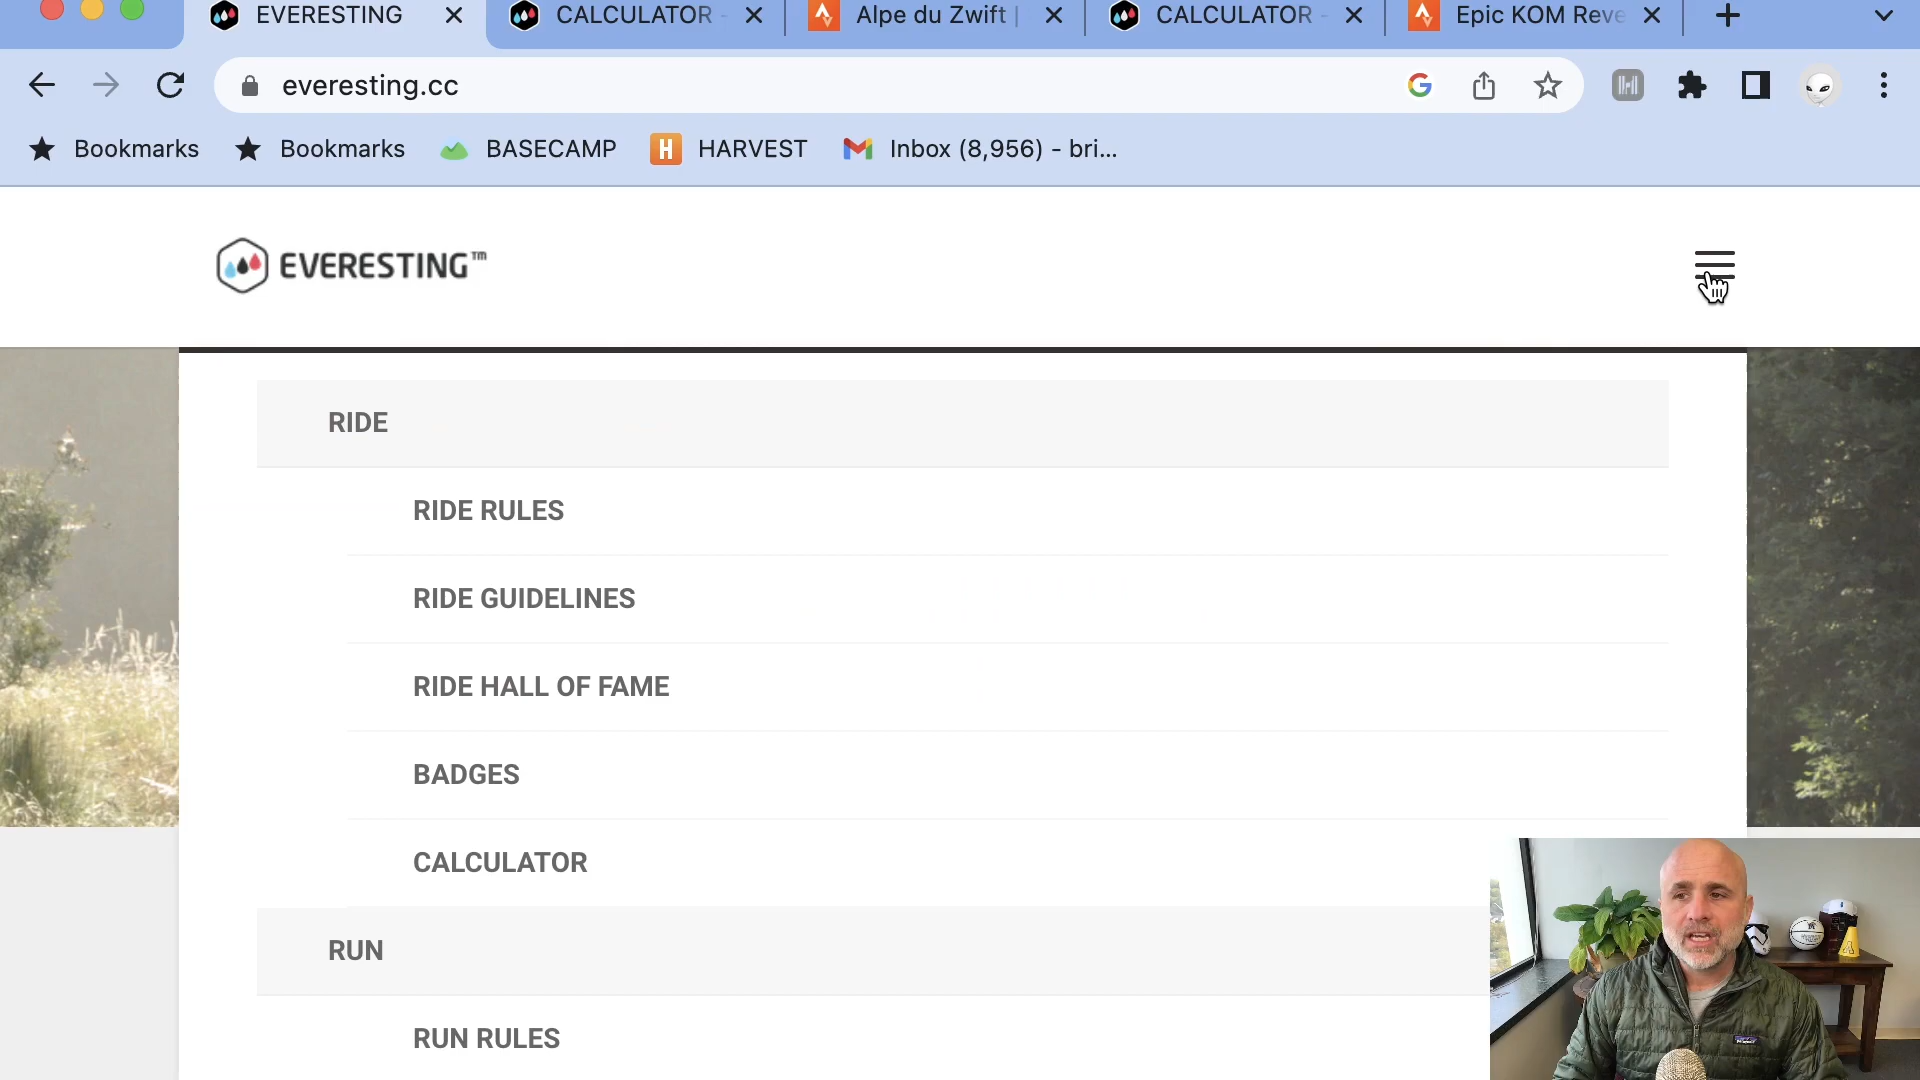 EVERESTING
CALCULATOR -
Alpe du Zwift |
CALCULATOR -
Epic KOM Reve
everesting.cc
Bookmarks
Bookmarks
BASECAMP
H HARVEST
Inbox (8,956) - bri...
EVERESTING™
RIDE
RIDE RULES
RIDE GUIDELINES
RIDE HALL OF FAME
BADGES
CALCULATOR
RUN
RUN RULES